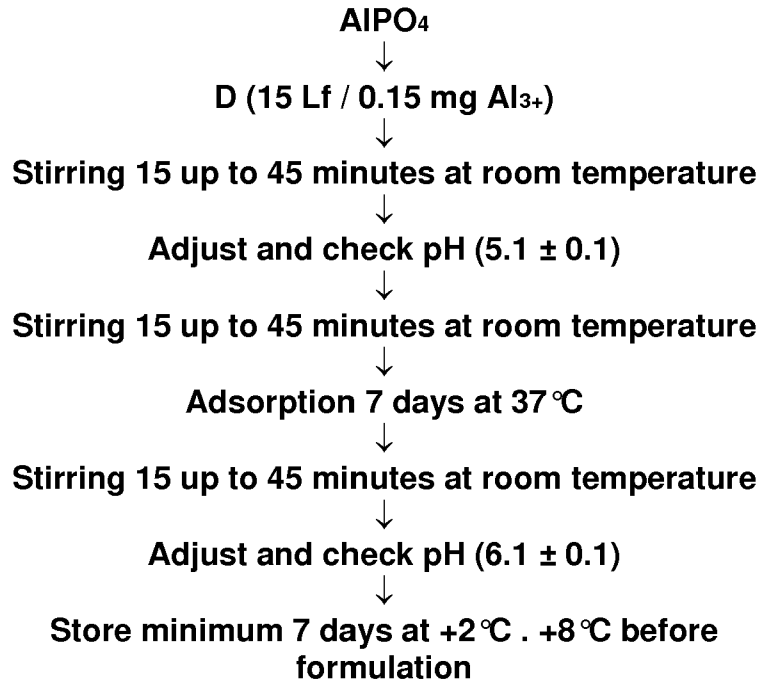 AlPO4
↓
D (15 Lf / 0.15 mg Al3+)
↓
Stirring 15 up to 45 minutes at room temperature
↓
Adjust and check pH (5.1 ± 0.1)
↓
Stirring 15 up to 45 minutes at room temperature
↓
Adsorption 7 days at 37°C
↓
Stirring 15 up to 45 minutes at room temperature
↓
Adjust and check pH (6.1 ± 0.1)
↓
Store minimum 7 days at +2°C . +8°C before
formulation